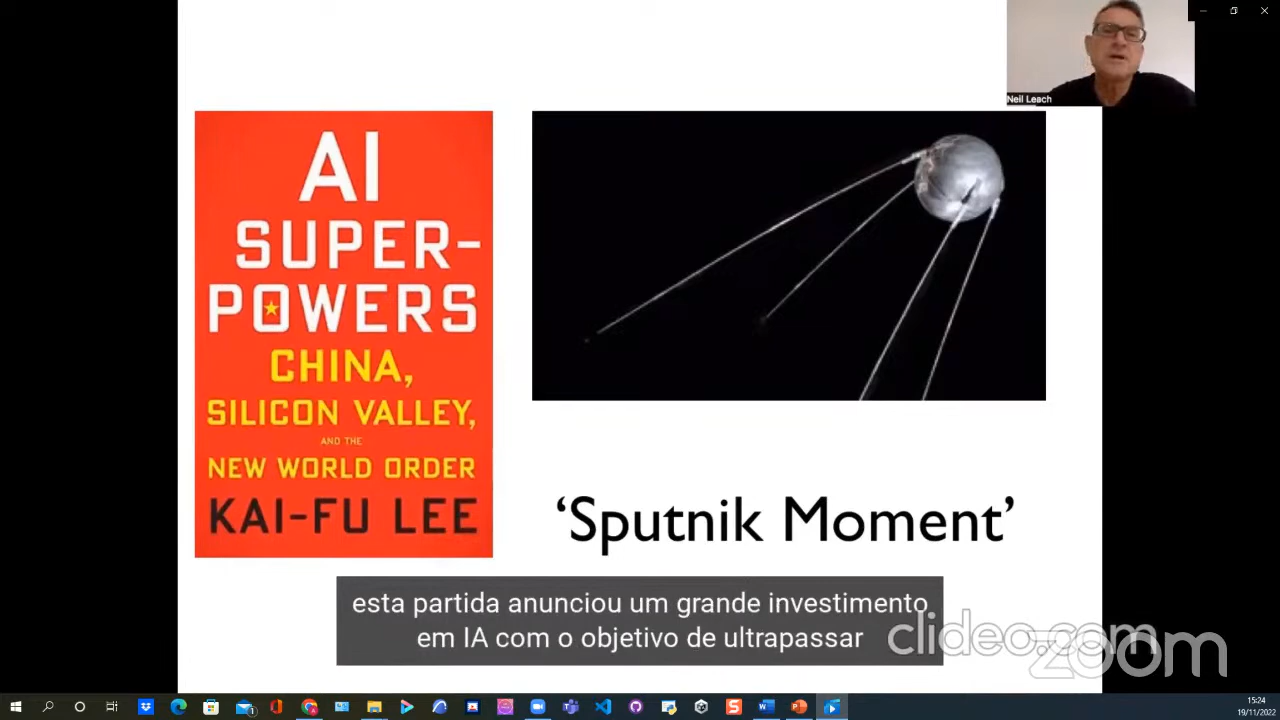 Neil Leach
AI
SUPER-
POWERS
CHINA,
SILICON VALLEY,
AND THE
NEW WORLD ORDER
KAI-FU LEE
‘Sputnik Moment’
esta partida anunciou um grande investimento
em IA com o objetivo de ultrapassar
clideo.com
zoom
15:24
19/11/2022